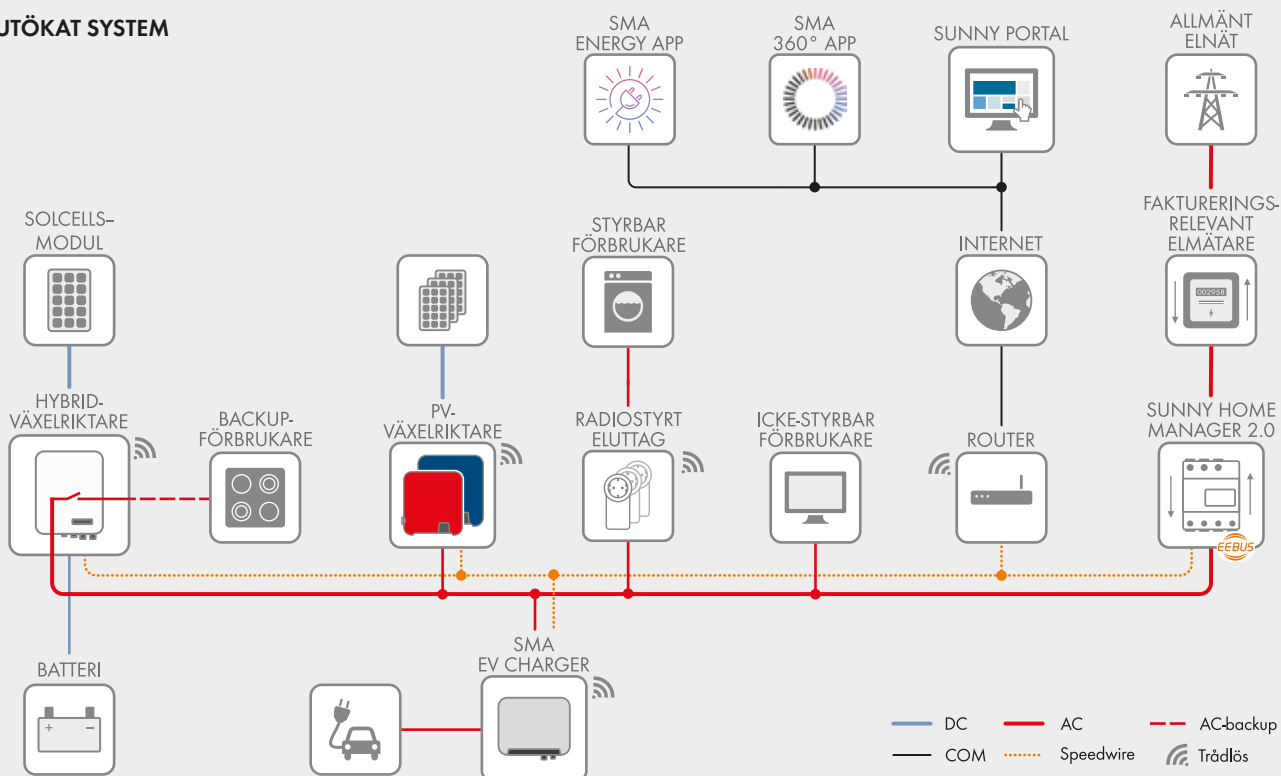 UTÖKAT SYSTEM
SMA
ENERGY APP
SMA
360° APP
SUNNY PORTAL
ALLMÄNT
ELNÄT
SOLCELLS–
MODUL
STYRBAR
FÖRBRUKARE
INTERNET
FAKTURERINGS-
RELEVANT
ELMÄTARE
002958
HYBRID-
VÄXELRIKTARE
BACKUP-
FÖRBRUKARE
PV-
VÄXELRIKTARE
RADIOSTYRT
ELUTTAG
ICKE-STYRBAR
FÖRBRUKARE
ROUTER
SUNNY HOME
MANAGER 2.0
EEBUS
BATTERI
+ –
SMA
EV CHARGER
DC
AC
AC-backup
COM
Speedwire
Trådlös